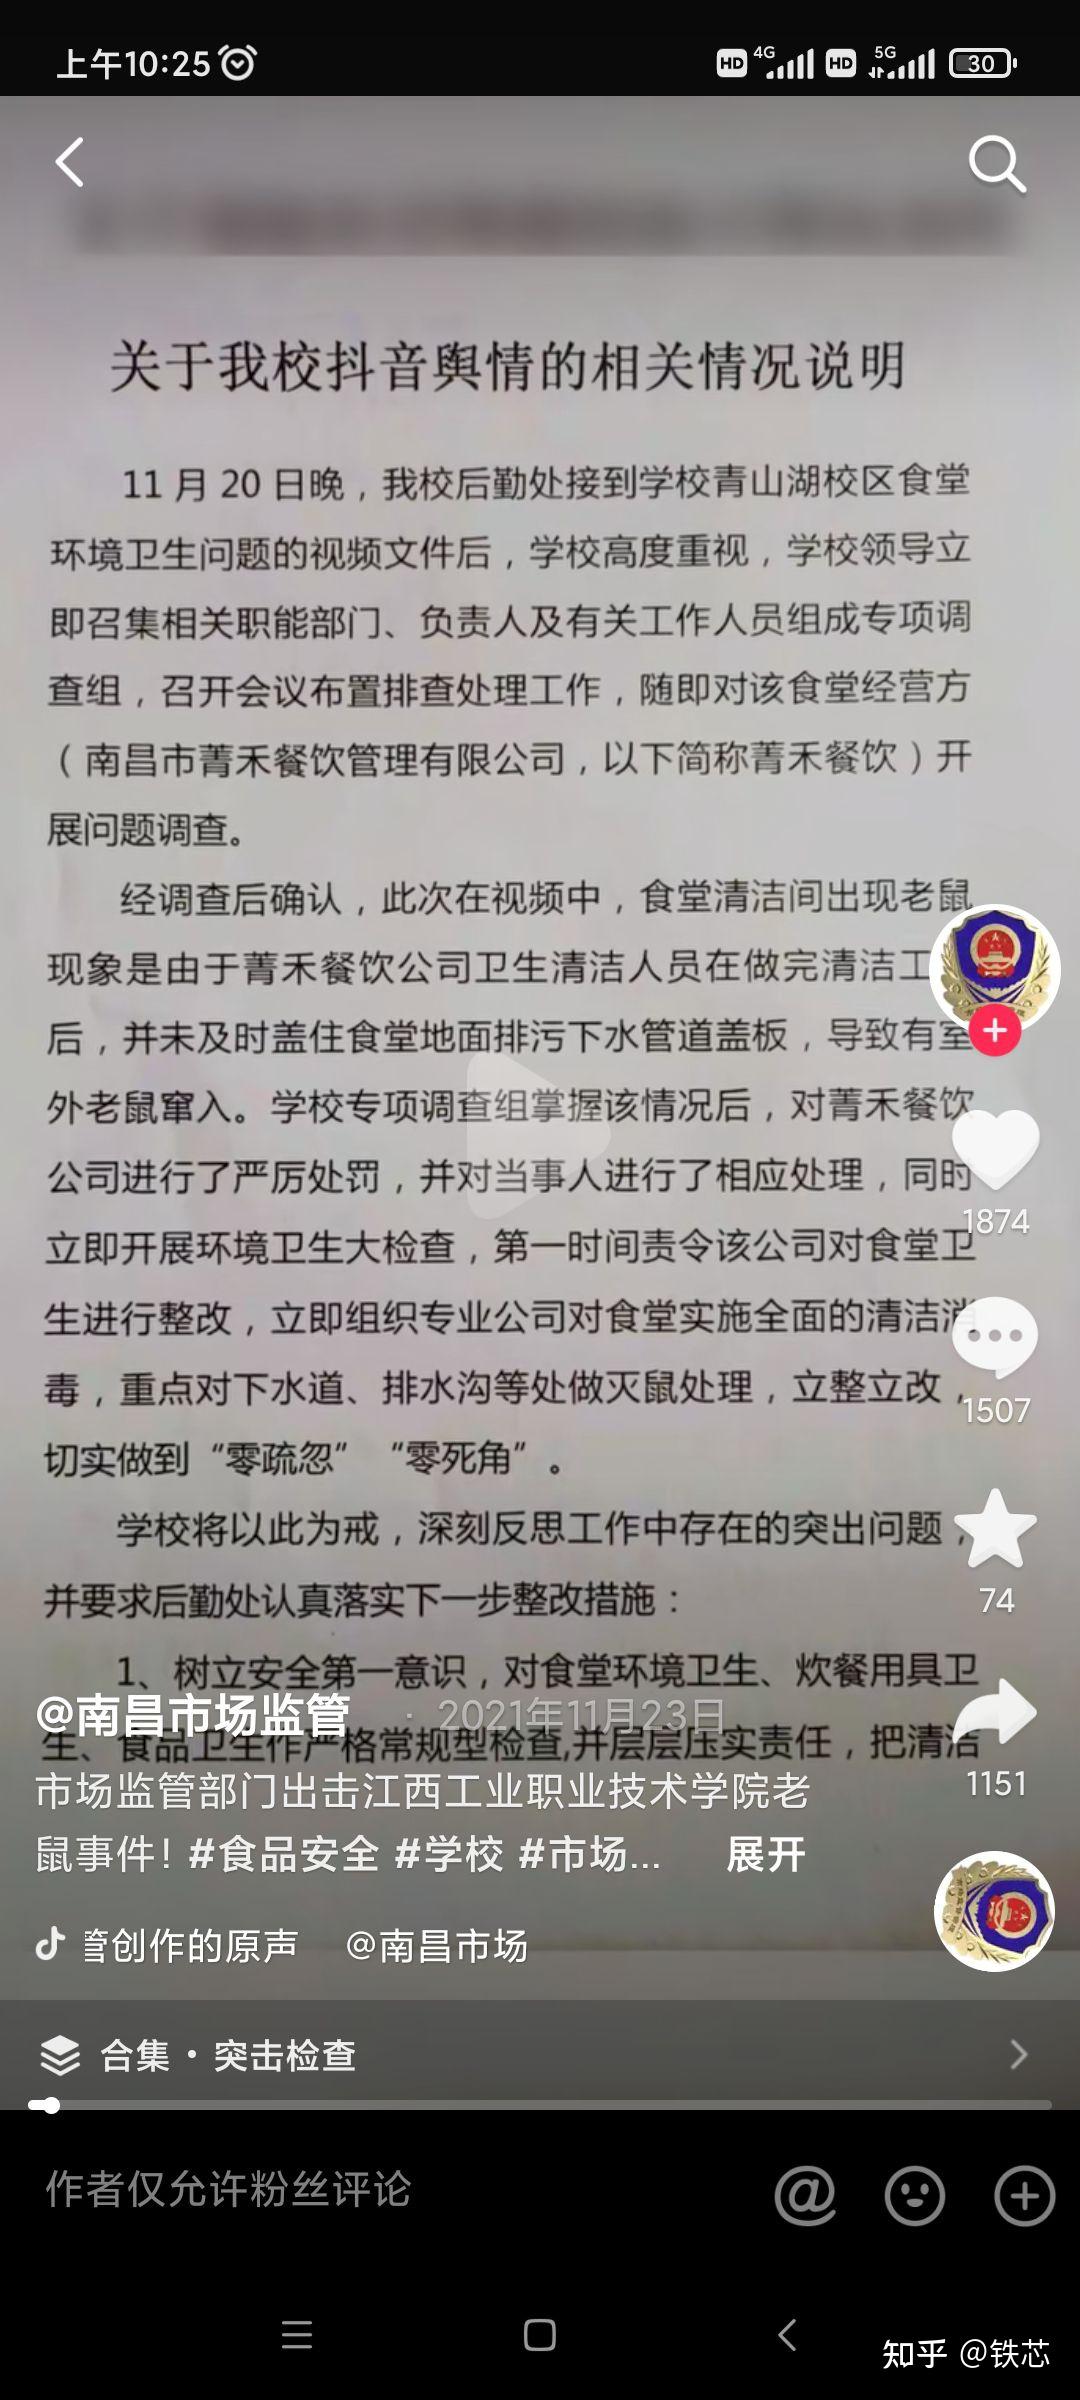 上午10:25
HD 4G HD 5G 30
关于我校抖音舆情的相关情况说明
11月20日晚，我校后勤处接到学校青山湖校区食堂
环境卫生问题的视频文件后，学校高度重视，学校领导立
即召集相关职能部门、负责人及有关工作人员组成专项调
查组，召开会议布置排查处理工作，随即对该食堂经营方
（南昌市菁禾餐饮管理有限公司，以下简称菁禾餐饮）开
展问题调查。
经调查后确认，此次在视频中，食堂清洁间出现老鼠
现象是由于菁禾餐饮公司卫生清洁人员在做完清洁工
后，并未及时盖住食堂地面排污下水管道盖板，导致有室
外老鼠窜入。学校专项调查组掌握该情况后，对菁禾餐饮
公司进行了严厉处罚，并对当事人进行了相应处理，同时
立即开展环境卫生大检查，第一时间责令该公司对食堂卫
生进行整改，立即组织专业公司对食堂实施全面的清洁消
毒，重点对下水道、排水沟等处做灭鼠处理，立整立改，
切实做到“零疏忽”“零死角”。
学校将以此为戒，深刻反思工作中存在的突出问题，
并要求后勤处认真落实下一步整改措施：
1、树立安全第一意识，对食堂环境卫生、炊餐用具卫
生、食品卫生作严格常规型检查,并层层压实责任，把清洁
1874
1507
74
1151
@南昌市场监管 · 2021年11月23日
市场监管部门出击江西工业职业技术学院老
鼠事件！#食品安全 #学校 #市场... 展开
管创作的原声 @南昌市场
合集·突击检查
作者仅允许粉丝评论
知乎 @铁芯